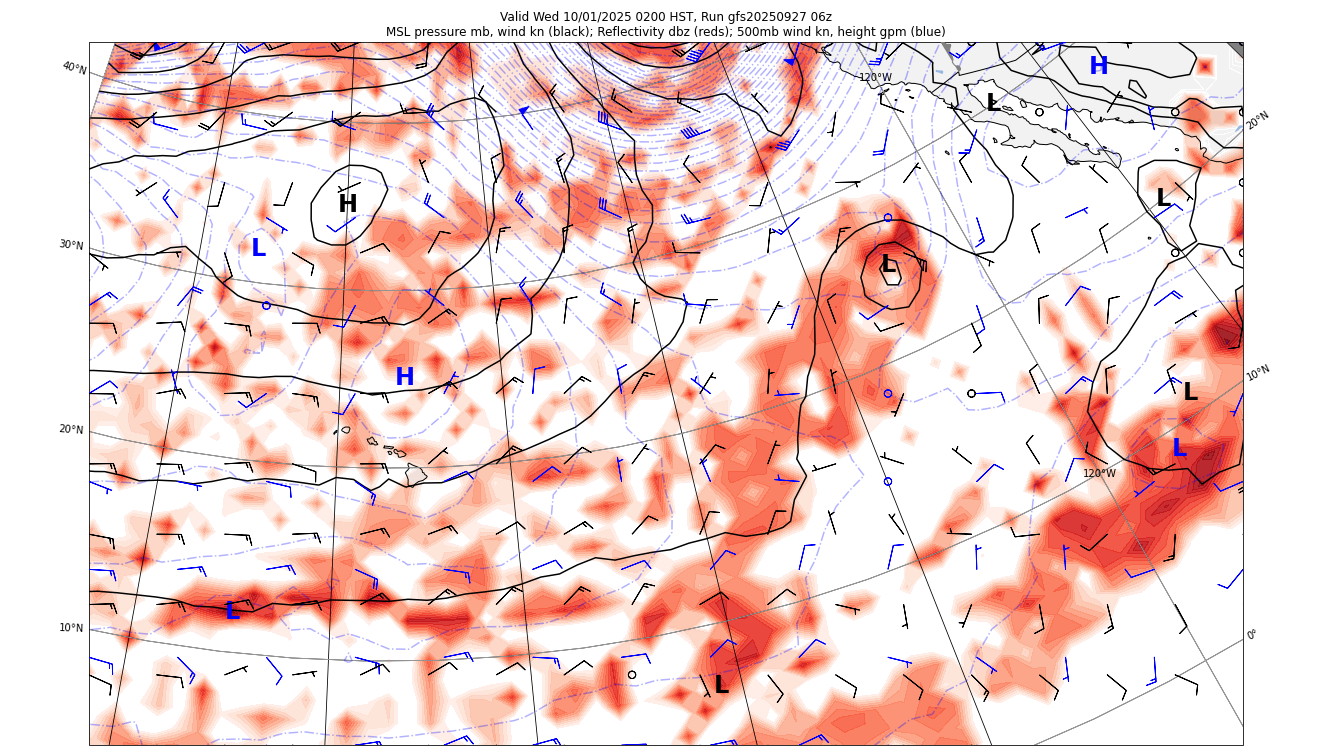 Valid Wed 10/01/2025 0200 HST, Run gfs20250927 06z
MSL pressure mb, wind kn (black); Reflectivity dbz (reds); 500mb wind kn, height gpm (blue)
40°N
120°W
H
L
20°N
L
H
30°N
L
L
H
10°N
L
20°N
L
120°W
L
10°N
0°
L